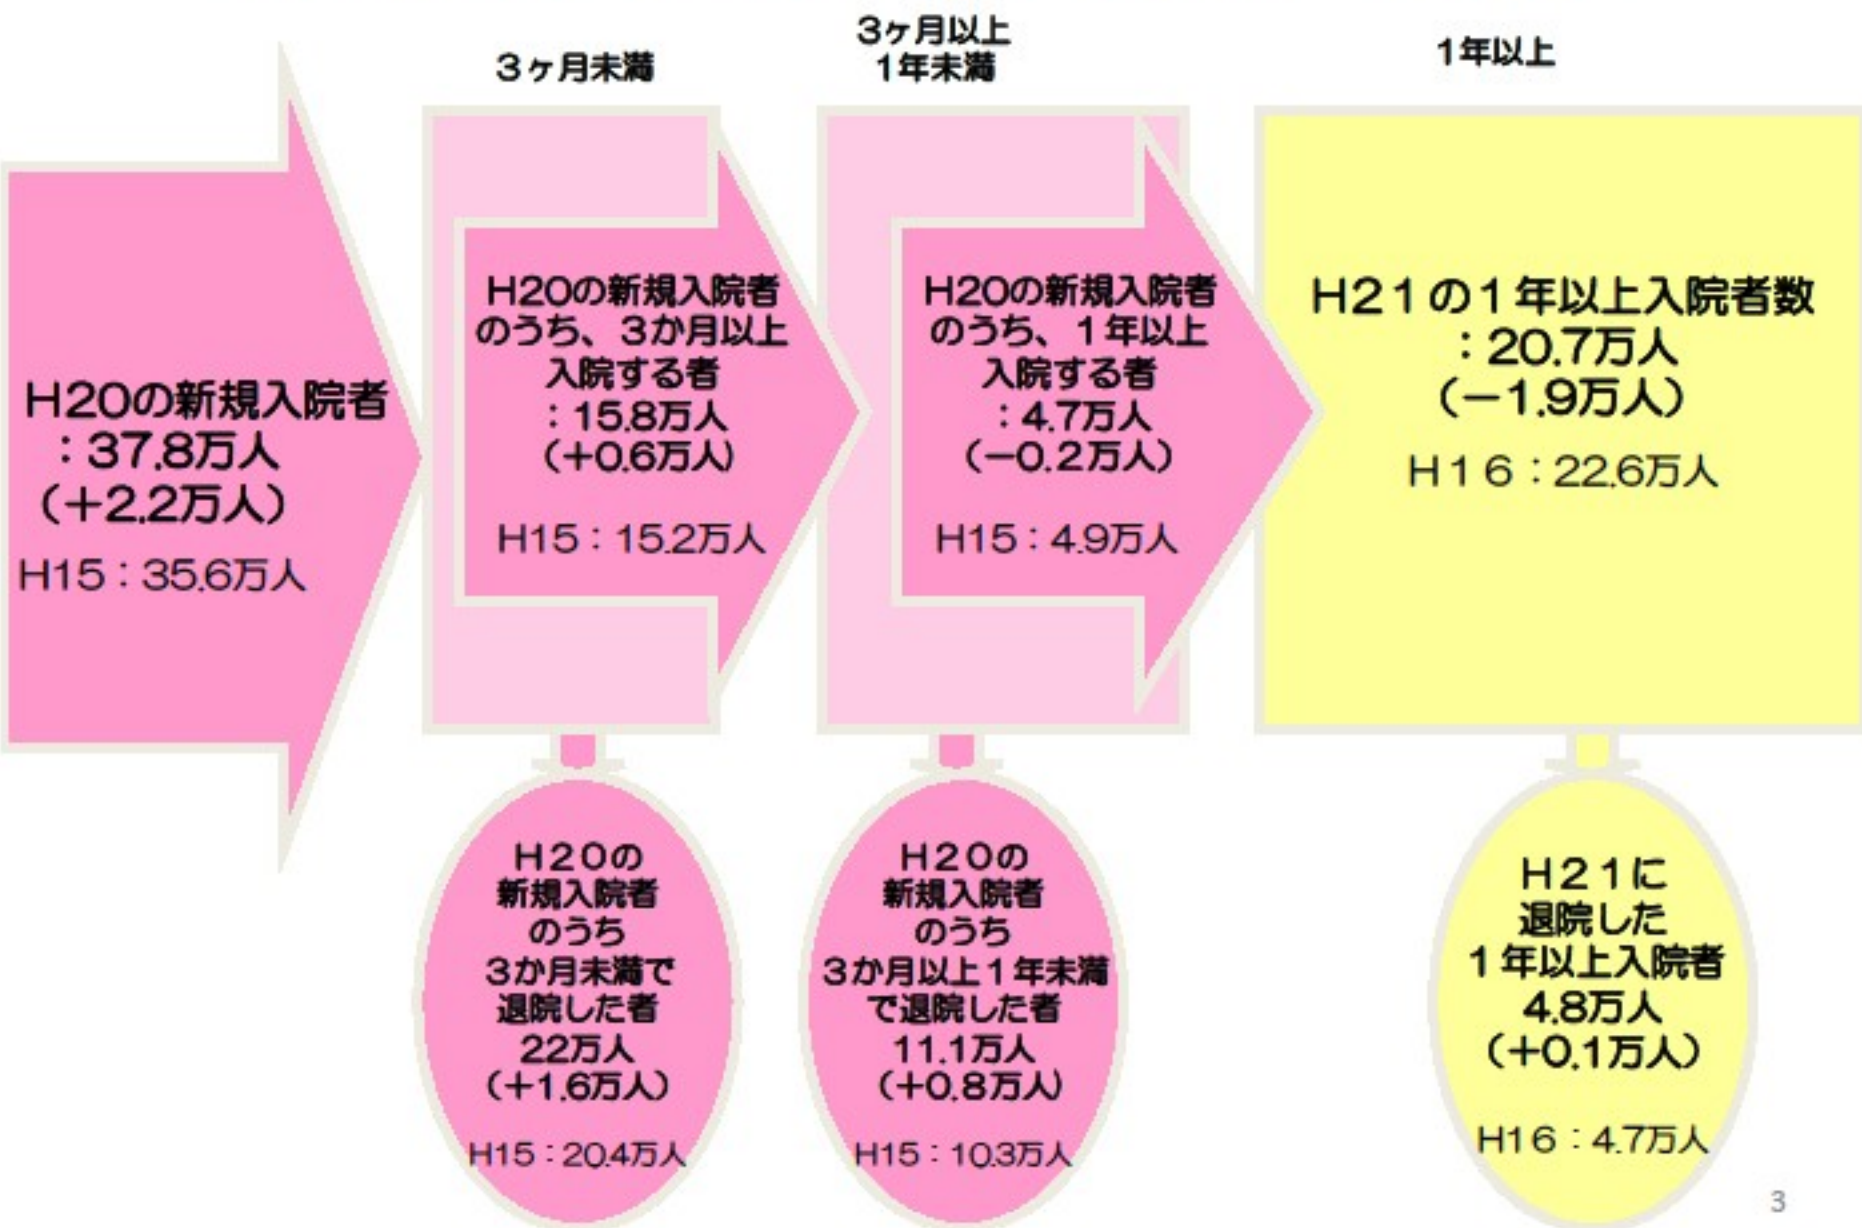 3ヶ月未満
3ヶ月以上
1年未満
1年以上
H20の新規入院者
：37.8万人
（＋2.2万人）
H15：35.6万人
H20の新規入院者
のうち、3か月以上
入院する者
：15.8万人
（＋0.6万人）
H15：15.2万人
H20の新規入院者
のうち、1年以上
入院する者
：4.7万人
（－0.2万人）
H15：4.9万人
H21の1年以上入院者数
：20.7万人
（－1.9万人）
H16：22.6万人
H20の
新規入院者
のうち
3か月未満で
退院した者
22万人
（＋1.6万人）
H15：20.4万人
H20の
新規入院者
のうち
3か月以上1年未満
で退院した者
11.1万人
（＋0.8万人）
H15：10.3万人
H21に
退院した
1年以上入院者
4.8万人
（＋0.1万人）
H16：4.7万人
3